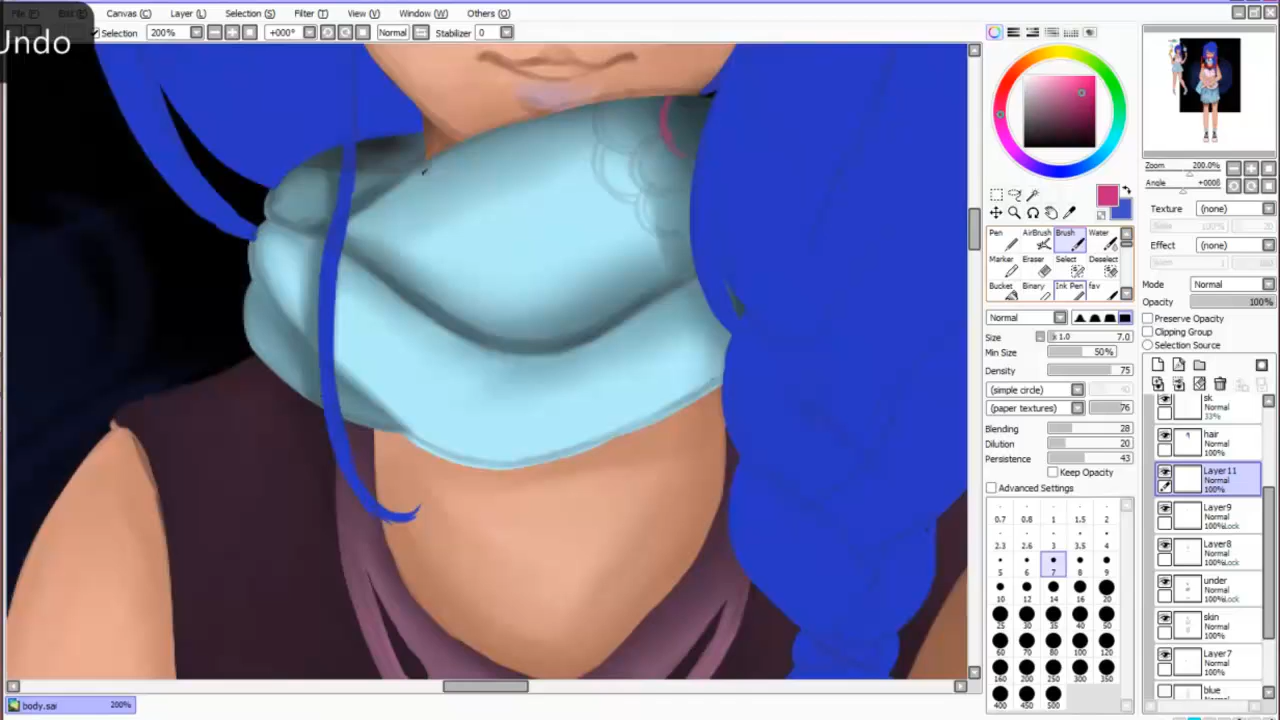 Undo
Canvas (C) Layer (L) Selection (S) Filter (T) View (V) Window (W) Others (O)
Selection 200% +000° Normal Stabilizer 0
Zoom 200.0%
Angle +000ß
Texture (none)
Effect (none)
Mode Normal
Opacity 100%
Preserve Opacity
Clipping Group
Selection Source
Pen AirBrush Brush Water
Marker Eraser Select Deselect
Bucket Binary Ink Pen fav
Normal
Size x 1.0 7.0
Min Size 50%
Density 75
(simple circle)
(paper textures) 76
Blending 28
Dilution 20
Persistence 43
Keep Opacity
Advanced Settings
0.7 0.8 1 1.5 2
2.3 2.6 3 3.5 4
5 6 7 8 9
10 12 14 16 20
25 30 35 40 50
60 70 80 100 120
160 200 250 300 350
400 450 500
sk
Normal
33%
hair
Normal
100%
Layer11
Normal
100%
Layer9
Normal
100%Lock
Layer8
Normal
100%Lock
under
Normal
100%Lock
skin
Normal
100%
Layer7
Normal
100%
blue
Normal
body.sai 200%